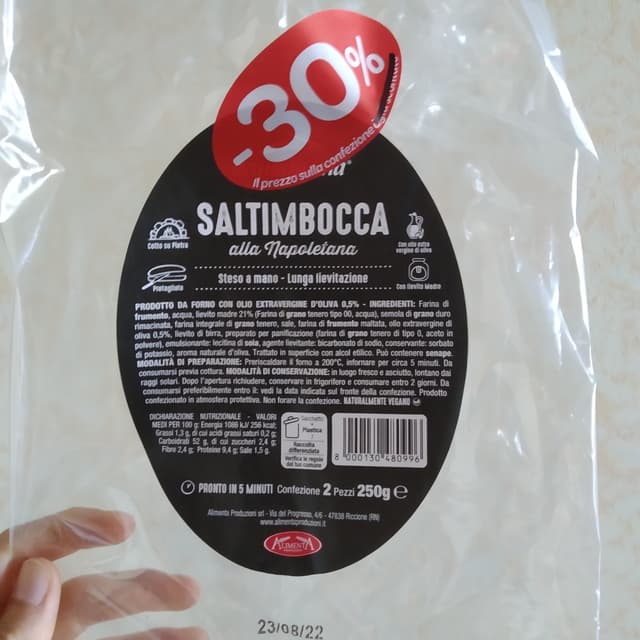 -30%
Il prezzo sulla confezione è già scontato
SALTIMBOCCA
alla Napoletana
Cotto su Pietra
Con olio extra
vergine di oliva
Steso a mano - Lunga lievitazione
Pretagliato
Con Lievito Madre
PRODOTTO DA FORNO CON OLIO EXTRAVERGINE D'OLIVA 0,5% - INGREDIENTI: Farina di
frumento, acqua, lievito madre 21% (Farina di grano tenero tipo 00, acqua), semola di grano duro
rimacinata, farina integrale di grano tenero, sale, farina di frumento maltata, olio extravergine di
oliva 0,5%, lievito di birra, preparato per panificazione (farina di grano tenero di tipo 0, aceto in
polvere), emulsionante: lecitina di soia, agente lievitante: bicarbonato di sodio, conservante: sorbato
di potassio, aroma naturale d'oliva. Trattato in superficie con alcol etilico. Può contenere senape.
MODALITÀ DI PREPARAZIONE: Preriscaldare il forno a 200°C, infornare per circa 5 minuti. Da
consumarsi previa cottura. MODALITÀ DI CONSERVAZIONE: in luogo fresco e asciutto, lontano dai
raggi solari. Dopo l'apertura richiudere, conservare in frigorifero e consumare entro 2 giorni. Da
consumarsi preferibilmente entro il: vedi la data indicata sul fronte della confezione. Prodotto
confezionato in atmosfera protettiva. Non forare la confezione. NATURALMENTE VEGANO
DICHIARAZIONE NUTRIZIONALE - VALORI
MEDI PER 100 g: Energia 1086 kJ/ 256 kcal;
Grassi 1,3 g, di cui acidi grassi saturi 0,2 g;
Carboidrati 52 g, di cui zuccheri 2,4 g;
Fibre 2,4 g; Proteine 9,4 g; Sale 1,5 g.
Sacchetto
Plastica
7
Raccolta
differenziata
Verifica le regole
del tuo comune
8 000130 480996
PRONTO IN 5 MINUTI Confezione 2 Pezzi 250g e
Alimenta Produzioni srl - Via del Progresso, 4/6 - 47838 Riccione (RN)
www.alimentaproduzioni.it
ALIMENTA
23/08/22